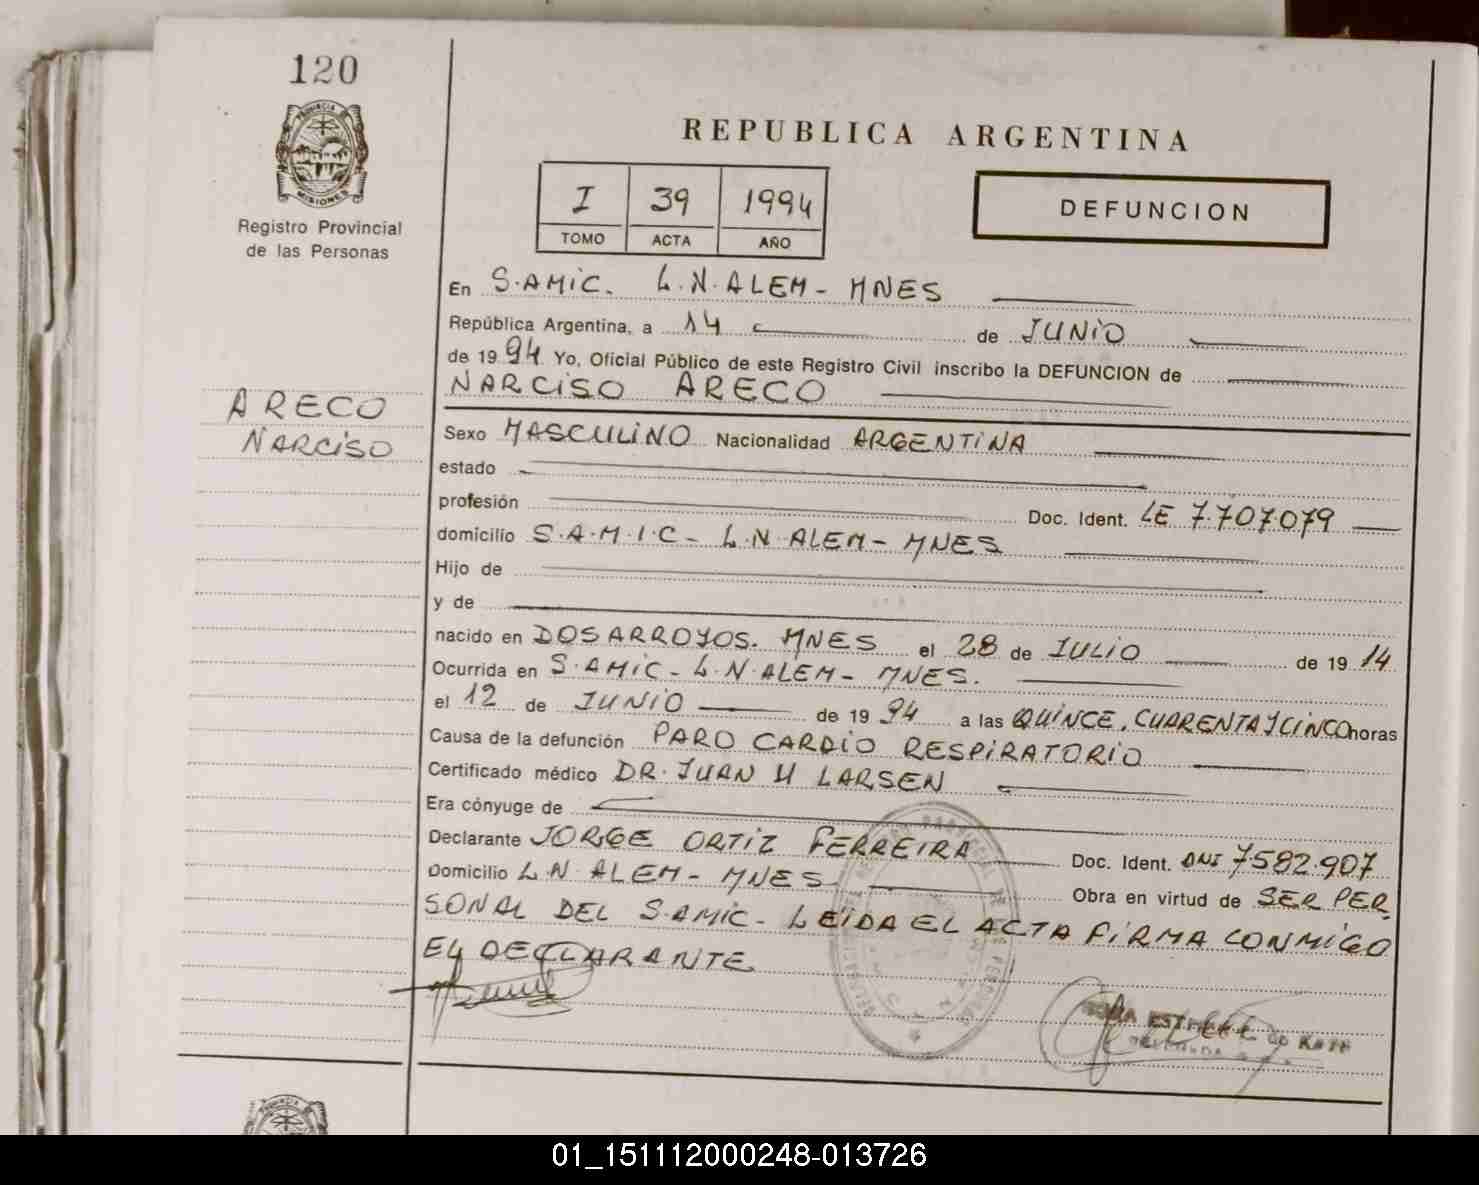 120
PROVINCIA DE
MISIONES
Registro Provincial
de las Personas
REPUBLICA ARGENTINA
I 39 1994
TOMO ACTA AÑO
DEFUNCION
En S.AMIC. L.N.ALEM - MNES
República Argentina, a 14 de JUNIO
de 1994 Yo, Oficial Público de este Registro Civil inscribo la DEFUNCION de
NARCISO ARECO
ARECO
NARCISO
Sexo MASCULINO Nacionalidad ARGENTINA
estado
profesión Doc. Ident. LE 7.707.079
domicilio S.A.M.I.C - L.N.ALEM - MNES
Hijo de
y de
nacido en DOS ARROYOS. MNES el 28 de JULIO de 1914
Ocurrida en S.AMIC - L.N.ALEM - MNES.
el 12 de JUNIO de 1994 a las QUINCE, CUARENTA Y CINCO horas
Causa de la defunción PARO CARDIO RESPIRATORIO
Certificado médico DR. JUAN H LARSEN
Era cónyuge de
Declarante JORGE ORTIZ FERREIRA Doc. Ident. DNI 7.582.907
Domicilio L.N.ALEM - MNES Obra en virtud de SER PER
SONAL DEL S.AMIC - LEIDA EL ACTA FIRMA CONMIGO
EL DECLARANTE
01_151112000248-013726